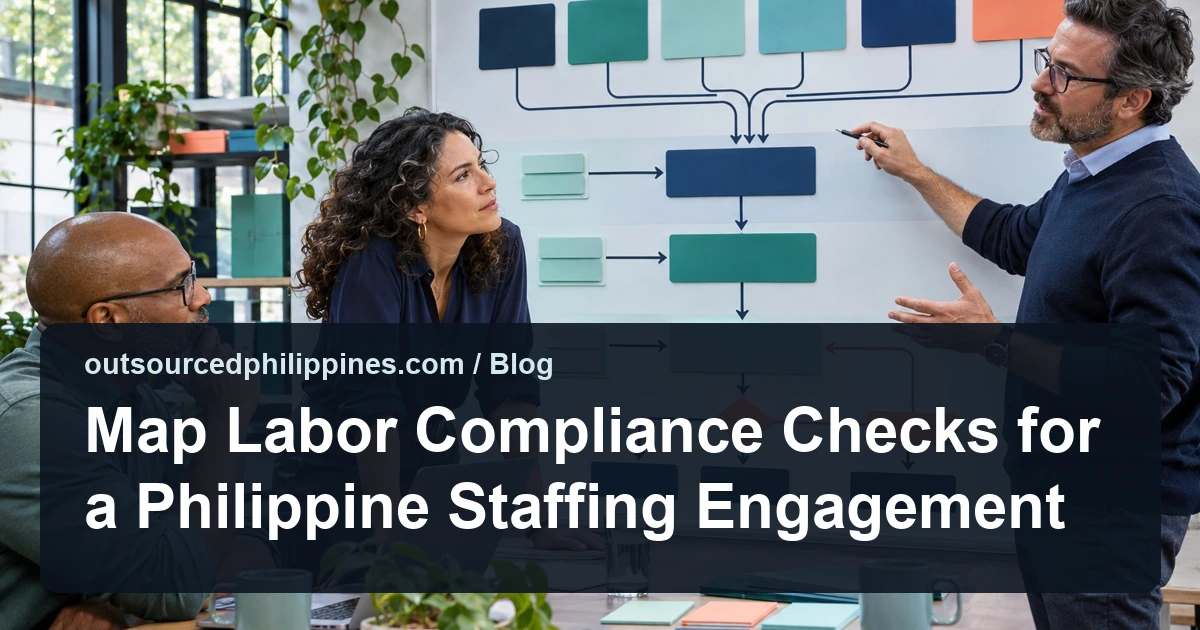 outsourcedphilippines.com / Blog
Map Labor Compliance Checks for
a Philippine Staffing Engagement